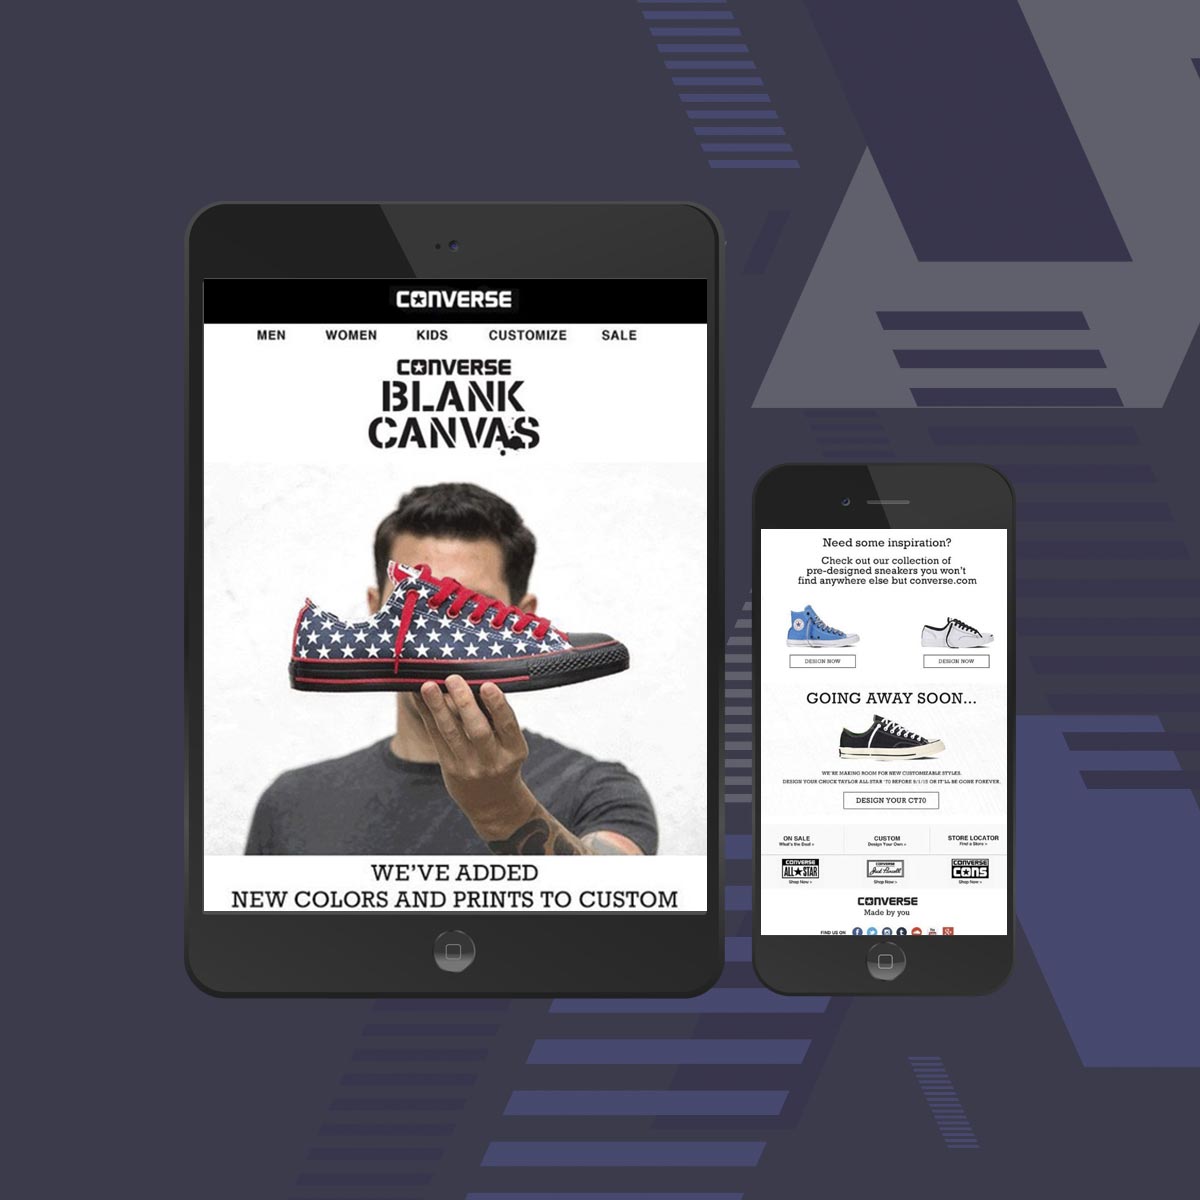 CONVERSE
MEN WOMEN KIDS CUSTOMIZE SALE
CONVERSE
BLANK
CANVAS
WE'VE ADDED
NEW COLORS AND PRINTS TO CUSTOM
Need some inspiration?
Check out our collection of
pre-designed sneakers you won't
find anywhere else but converse.com
DESIGN NOW DESIGN NOW
GOING AWAY SOON...
WE'RE MAKING ROOM FOR NEW CUSTOMIZABLE STYLES.
DESIGN YOUR CHUCK TAYLOR ALL STAR '70 BEFORE 9/1/15 OR IT'LL BE GONE FOREVER.
DESIGN YOUR CT70
ON SALE CUSTOM STORE LOCATOR
What's the Deal > Design Your Own > Find a Store >
CONVERSE CONVERSE CONVERSE
ALL★STAR Jack Purcell CONS
Shop Now > Shop Now > Shop Now >
CONVERSE
Made by you
FIND US ON